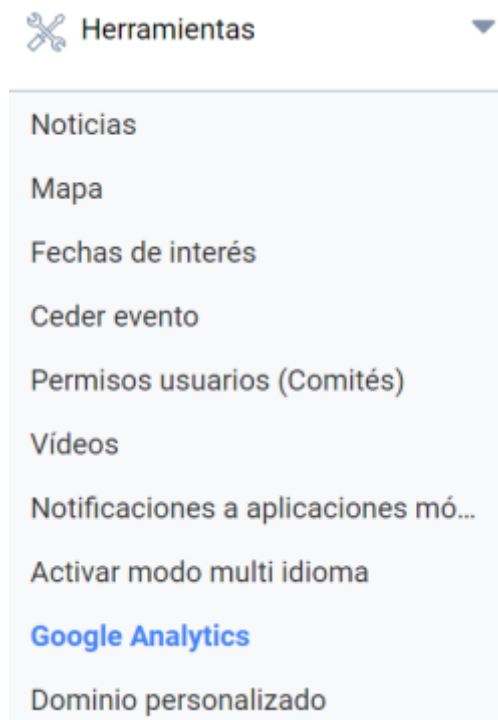 Herramientas
Noticias
Mapa
Fechas de interés
Ceder evento
Permisos usuarios (Comités)
Vídeos
Notificaciones a aplicaciones mó...
Activar modo multi idioma
Google Analytics
Dominio personalizado